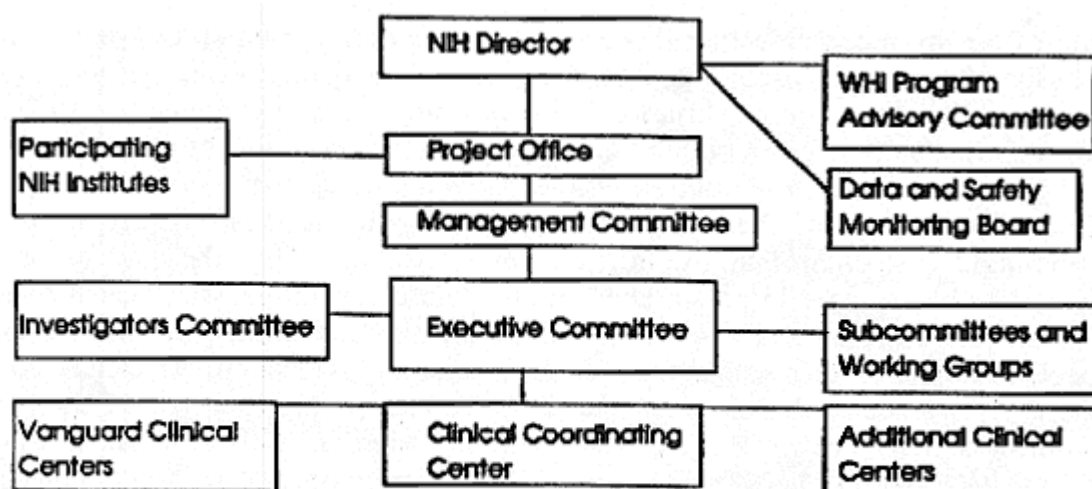 NIH Director
WHI Program
Advisory Committee
Participating
NIH Institutes
Project Office
Data and Safety
Monitoring Board
Management Committee
Investigators Committee
Executive Committee
Subcommittees and
Working Groups
Vanguard Clinical
Centers
Clinical Coordinating
Center
Additional Clinical
Centers